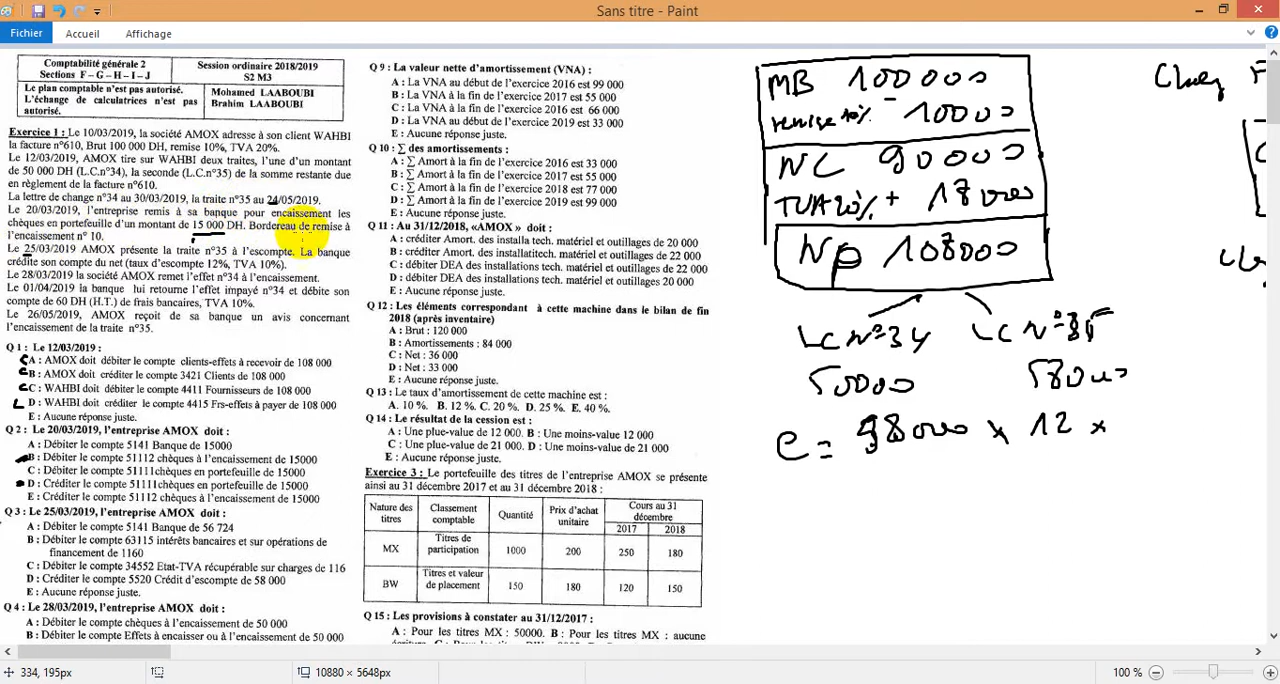 Sans titre - Paint
Fichier
Accueil
Affichage
Comptabilité générale 2
Sections F – G – H – I – J
Session ordinaire 2018/2019
S2 M3
Le plan comptable n'est pas autorisé.
L'échange de calculatrices n'est pas
autorisé.
Mohamed LAABOUBI
Brahim LAABOUBI
Exercice 1 : Le 10/03/2019, la société AMOX adresse à son client WAHBI
la facture n°610, Brut 100 000 DH, remise 10%, TVA 20%.
Le 12/03/2019, AMOX tire sur WAHBI deux traites, l'une d'un montant
de 50 000 DH (L.C.n°34), la seconde (L.C.n°35) de la somme restante due
en règlement de la facture n°610.
La lettre de change n°34 au 30/03/2019, la traite n°35 au 24/05/2019.
Le 20/03/2019, l'entreprise remis à sa banque pour encaissement les
chèques en portefeuille d'un montant de 15 000 DH. Bordereau de remise à
l'encaissement n° 10.
Le 25/03/2019 AMOX présente la traite n°35 à l'escompte. La banque
crédite son compte du net (taux d'escompte 12%, TVA 10%).
Le 28/03/2019 la société AMOX remet l'effet n°34 à l'encaissement.
Le 01/04/2019 la banque lui retourne l'effet impayé n°34 et débite son
compte de 60 DH (H.T.) de frais bancaires, TVA 10%.
Le 26/05/2019, AMOX reçoit de sa banque un avis concernant
l'encaissement de la traite n°35.
Q 1 : Le 12/03/2019 :
A : AMOX doit débiter le compte clients-effets à recevoir de 108 000
B : AMOX doit créditer le compte 3421 Clients de 108 000
C : WAHBI doit débiter le compte 4411 Fournisseurs de 108 000
D : WAHBI doit créditer le compte 4415 Frs-effets à payer de 108 000
E : Aucune réponse juste.
Q 2 : Le 20/03/2019, l'entreprise AMOX doit :
A : Débiter le compte 5141 Banque de 15000
B : Débiter le compte 51112 chèques à l'encaissement de 15000
C : Débiter le compte 51111chèques en portefeuille de 15000
D : Créditer le compte 51111chèques en portefeuille de 15000
E : Créditer le compte 51112 chèques à l'encaissement de 15000
Q 3 : Le 25/03/2019, l'entreprise AMOX doit :
A : Débiter le compte 5141 Banque de 56 724
B : Débiter le compte 63115 intérêts bancaires et sur opérations de
financement de 1160
C : Débiter le compte 34552 Etat-TVA récupérable sur charges de 116
D : Créditer le compte 5520 Crédit d'escompte de 58 000
E : Aucune réponse juste.
Q 4 : Le 28/03/2019, l'entreprise AMOX doit :
A : Débiter le compte chèques à l'encaissement de 50 000
B : Débiter le compte Effets à encaisser ou à l'encaissement de 50 000
Q 9 : La valeur nette d'amortissement (VNA) :
A : La VNA au début de l'exercice 2016 est 99 000
B : La VNA à la fin de l'exercice 2017 est 55 000
C : La VNA à la fin de l'exercice 2016 est 66 000
D : La VNA au début de l'exercice 2019 est 33 000
E : Aucune réponse juste.
Q 10 : ∑ des amortissements :
A : ∑ Amort à la fin de l'exercice 2016 est 33 000
B : ∑ Amort à la fin de l'exercice 2017 est 55 000
C : ∑ Amort à la fin de l'exercice 2018 est 77 000
D : ∑ Amort à la fin de l'exercice 2019 est 99 000
E : Aucune réponse juste.
Q 11 : Au 31/12/2018, «AMOX» doit :
A : créditer Amort. des installa tech. matériel et outillages de 20 000
B : créditer Amort. des installatitech. matériel et outillages de 22 000
C : débiter DEA des installations tech. matériel et outillages de 22 000
D : débiter DEA des installations tech. matériel et outillages de 20 000
E : Aucune réponse juste.
Q 12 : Les éléments correspondant à cette machine dans le bilan de fin
2018 (après inventaire)
A : Brut : 120 000
B : Amortissements : 84 000
C : Net : 36 000
D : Net : 33 000
E : Aucune réponse juste.
Q 13 : Le taux d'amortissement de cette machine est :
A. 10 %. B. 12 %. C. 20 %. D. 25 %. E. 40 %.
Q 14 : Le résultat de la cession est :
A : Une plus-value de 12 000. B : Une moins-value 12 000
C : Une plus-value de 21 000. D : Une moins-value de 21 000
E : Aucune réponse juste.
Exercice 3 : Le portefeuille des titres de l'entreprise AMOX se présente
ainsi au 31 décembre 2017 et au 31 décembre 2018 :
Nature des titres Classement comptable Quantité Prix d'achat unitaire Cours au 31 décembre
2017 2018
MX Titres de participation 1000 200 250 180
BW Titres et valeur de placement 150 180 120 150
Q 15 : Les provisions à constater au 31/12/2017 :
A : Pour les titres MX : 50000. B : Pour les titres MX : aucune
MB 100000
remise 10% - 10000
NC 90000
TVA 20% + 18000
NP 108000
LC n°34 LC n°35
50000 58000
e = 58000 x 12 x
334, 195px
10880 × 5648px
100 %